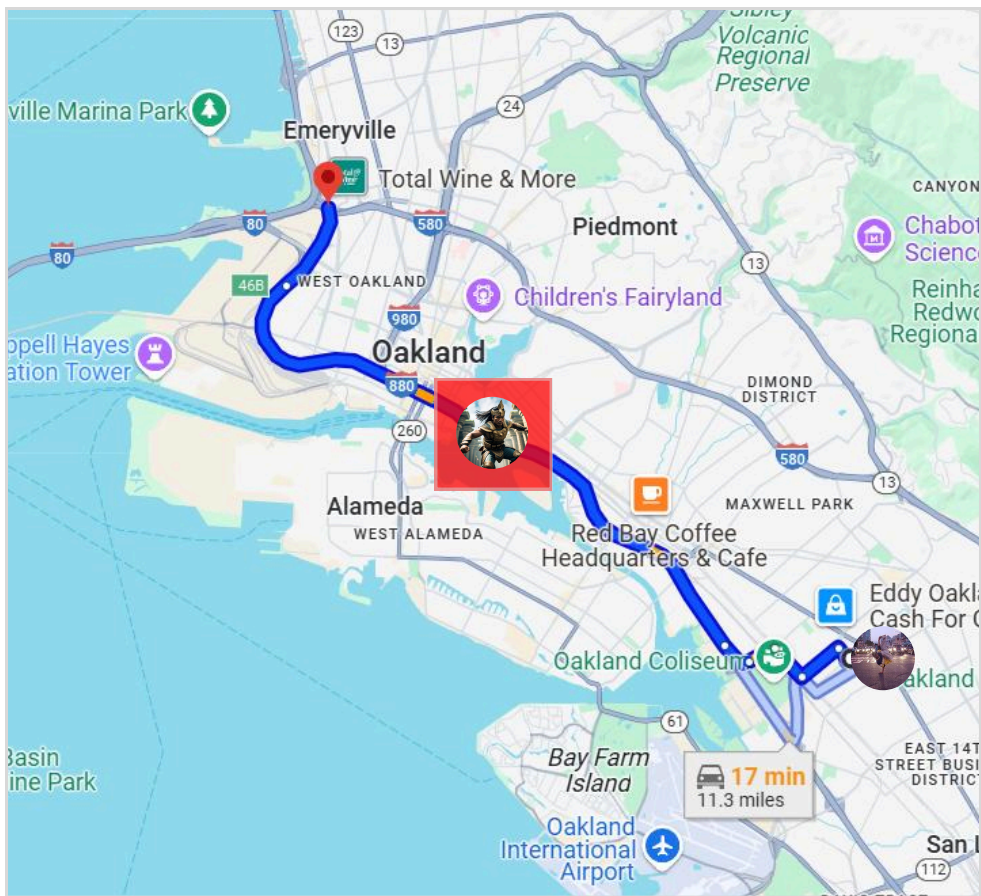 Sibley
Volcanic
Regional
Preserve
123
13
24
ville Marina Park
Emeryville
Total Wine & More
CANYON
80
580
Piedmont
Chabot
Science
80
13
46B
WEST OAKLAND
Children's Fairyland
Reinha
Redwo
Regional
980
ppell Hayes
ation Tower
Oakland
880
DIMOND
DISTRICT
260
580
13
Alameda
WEST ALAMEDA
MAXWELL PARK
Red Bay Coffee
Headquarters & Cafe
Eddy Oakla
Cash For C
Oakland Coliseum
akland
61
Bay Farm
Island
17 min
11.3 miles
EAST 14T
STREET BUSI
DISTRIC
Basin
ine Park
Oakland
International
Airport
San L
112